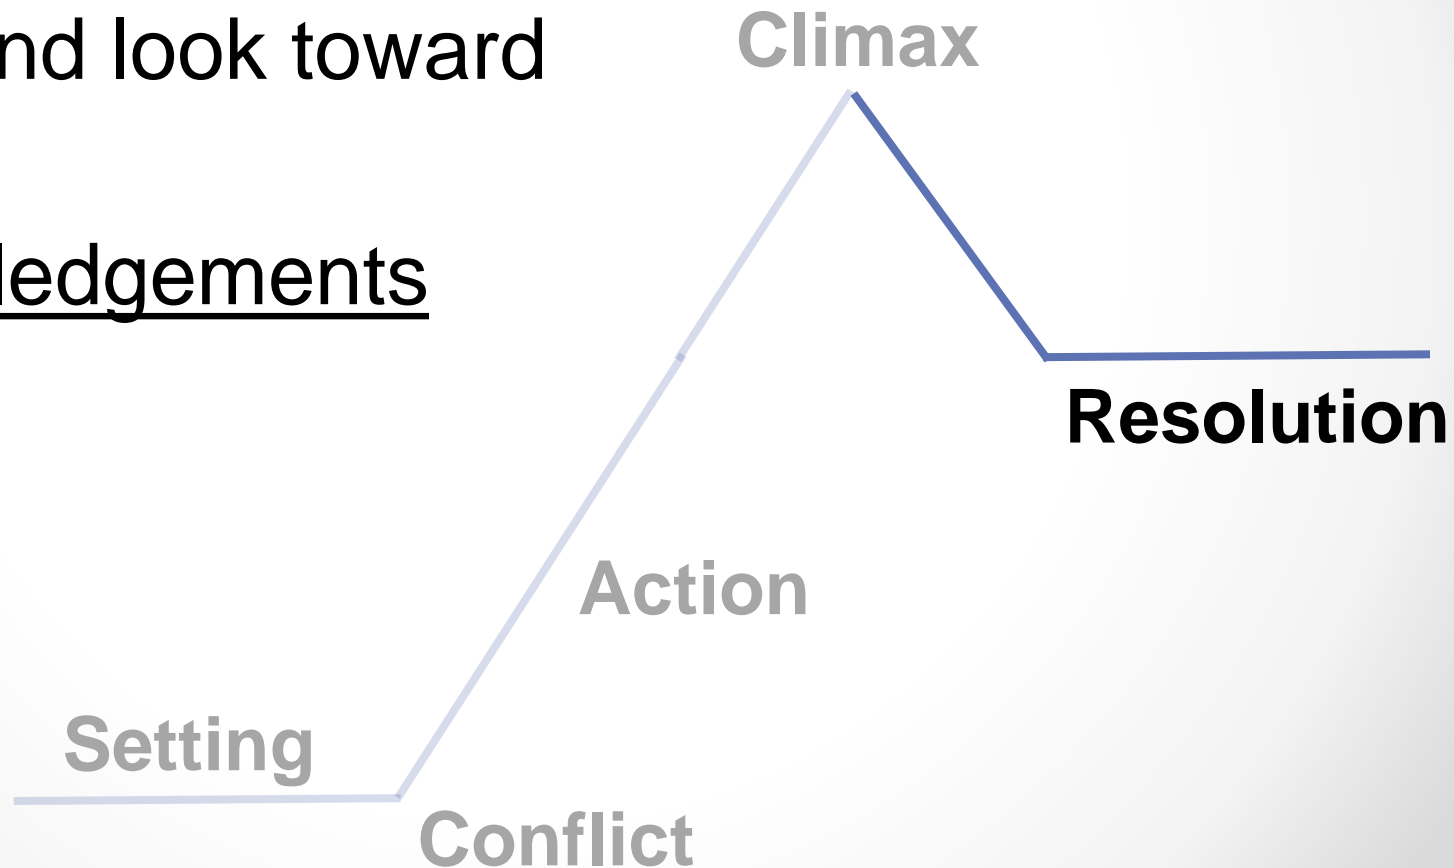 nd look toward
ledgements
Climax
Resolution
Action
Setting
Conflict